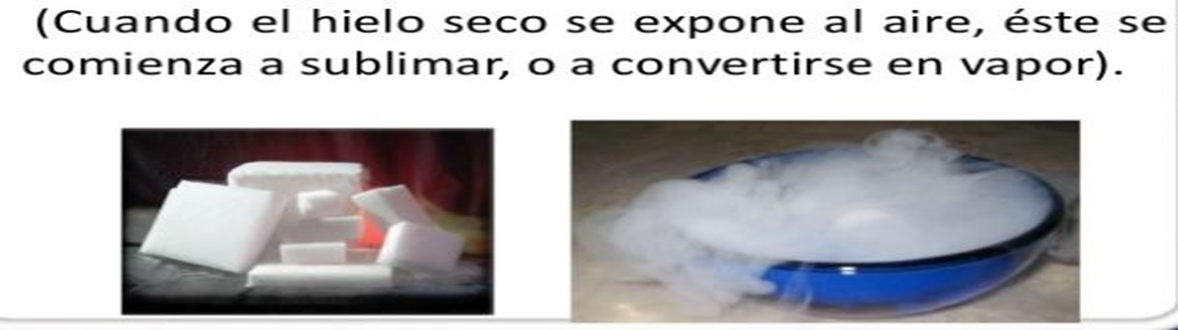 (Cuando el hielo seco se expone al aire, éste se
comienza a sublimar, o a convertirse en vapor).